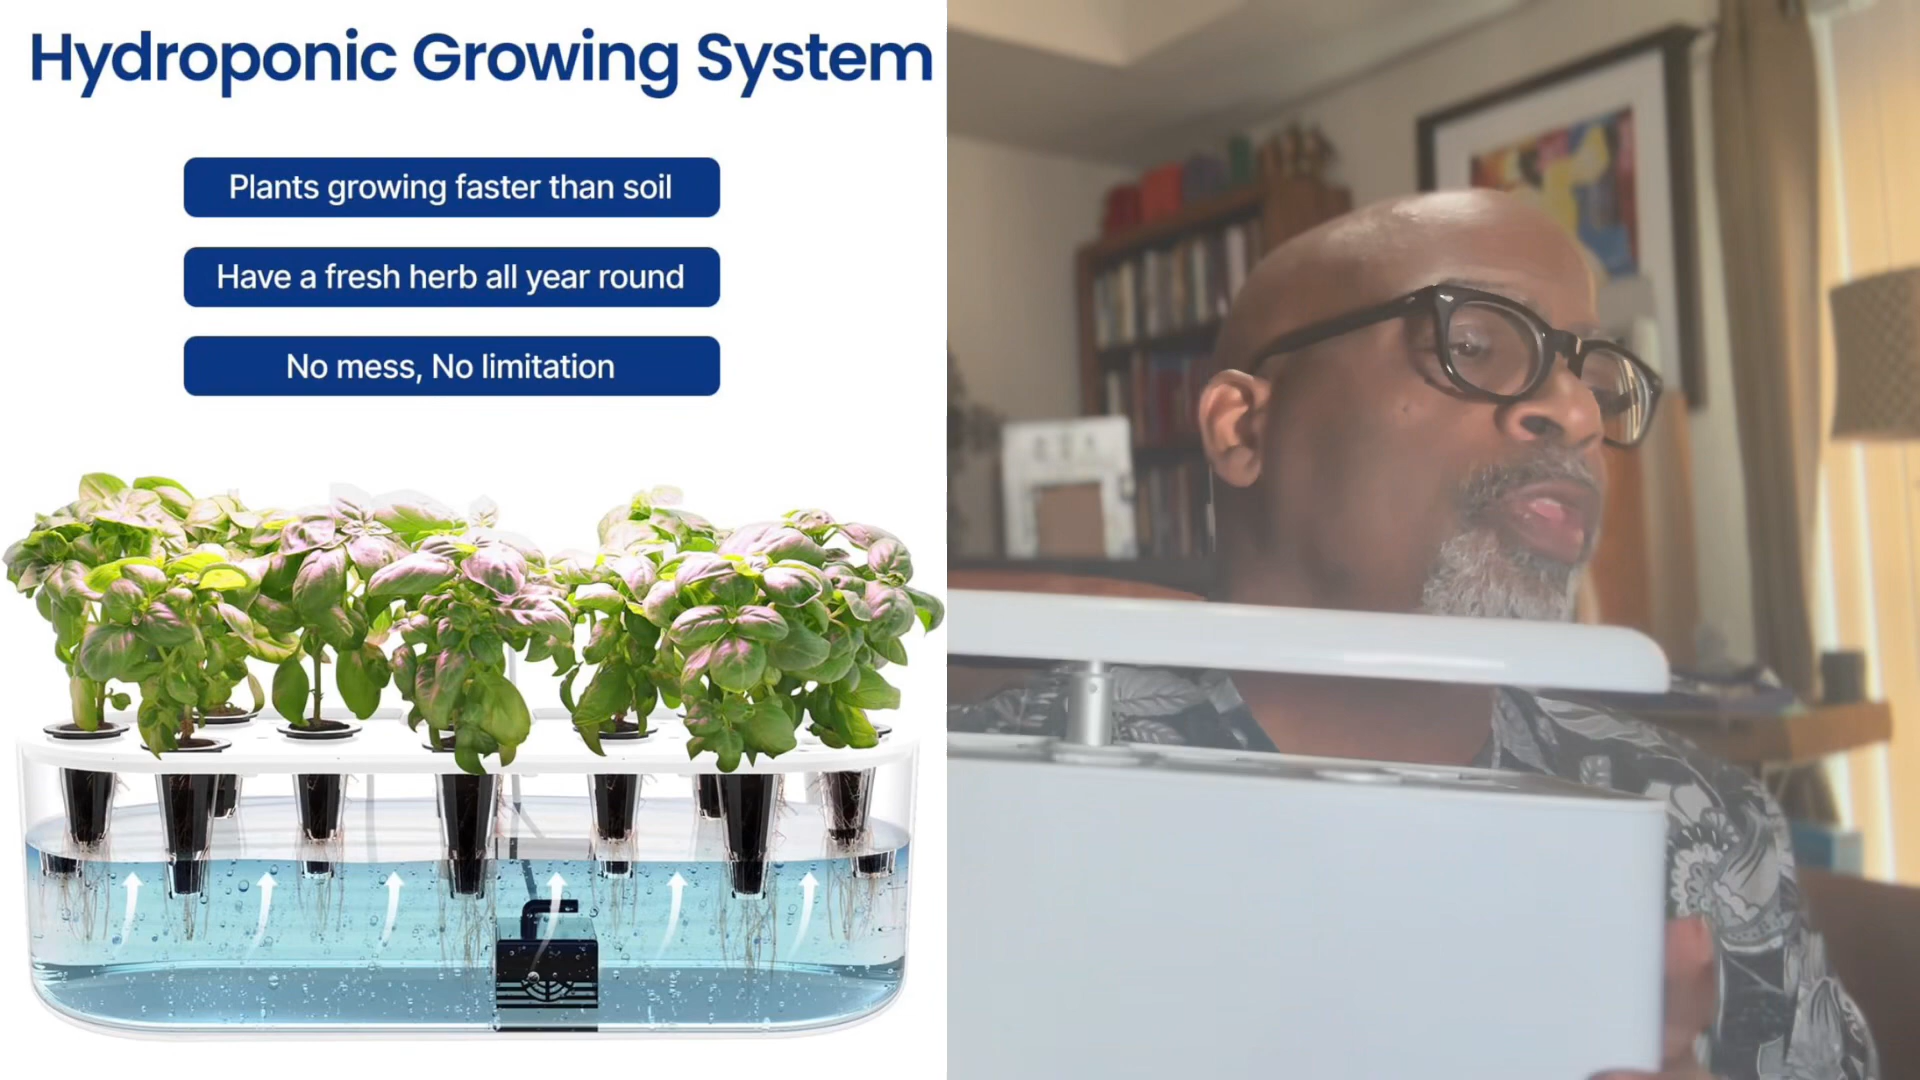 Hydroponic Growing System
Plants growing faster than soil
Have a fresh herb all year round
No mess, No limitation